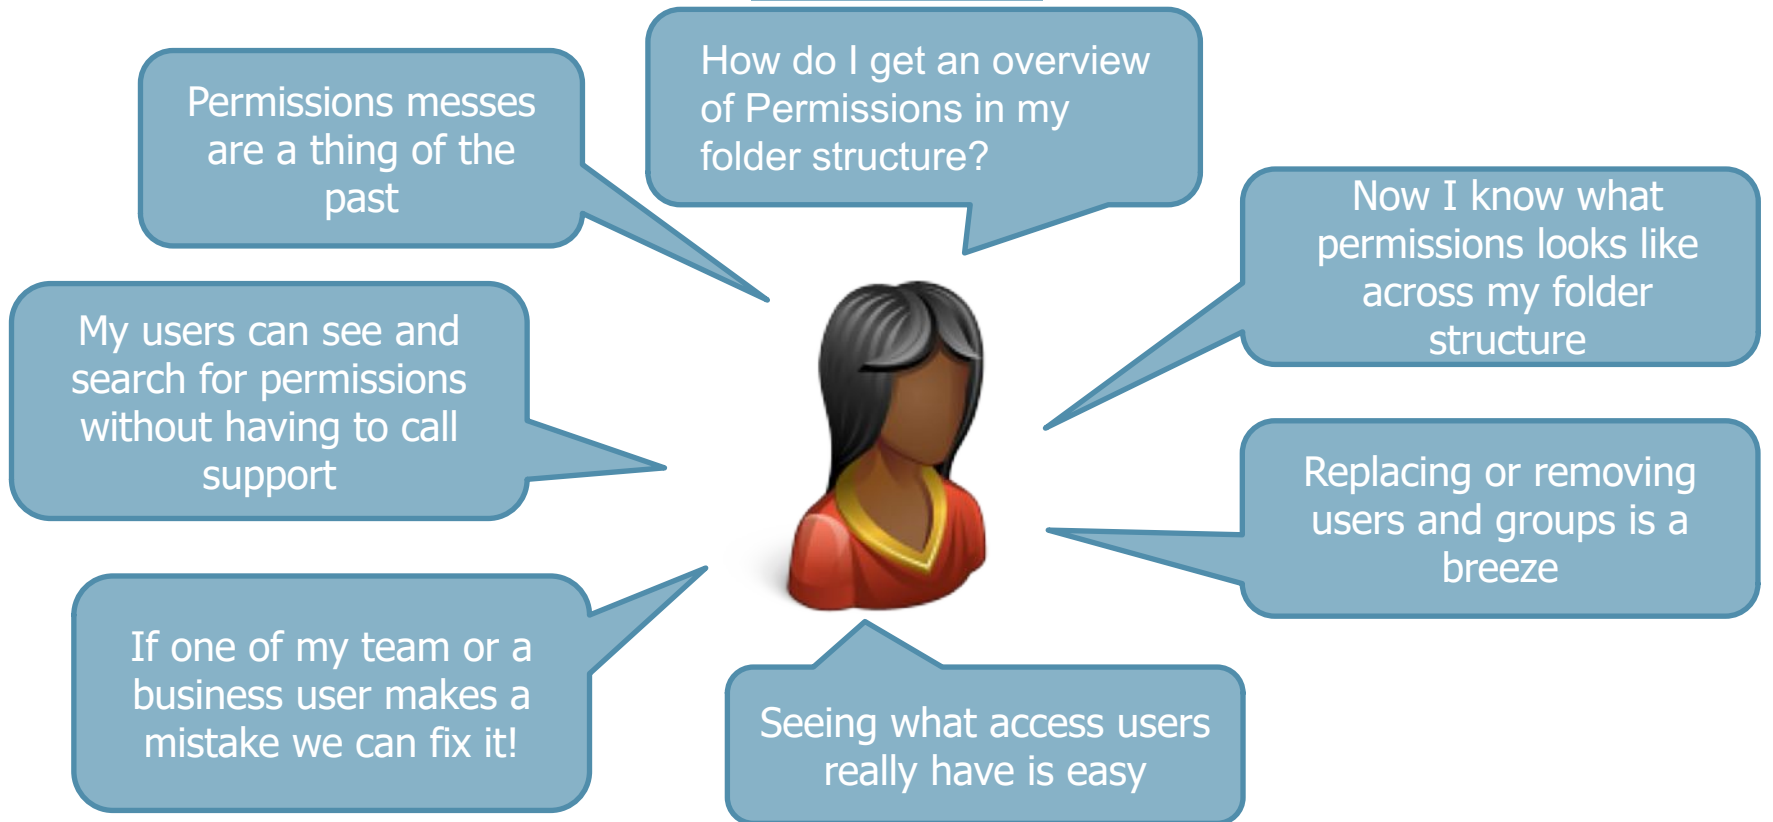 How do I get an overview
of Permissions in my
folder structure?
Permissions messes
are a thing of the
past
Now I know what
permissions looks like
across my folder
structure
My users can see and
search for permissions
without having to call
support
Replacing or removing
users and groups is a
breeze
If one of my team or a
business user makes a
mistake we can fix it!
Seeing what access users
really have is easy